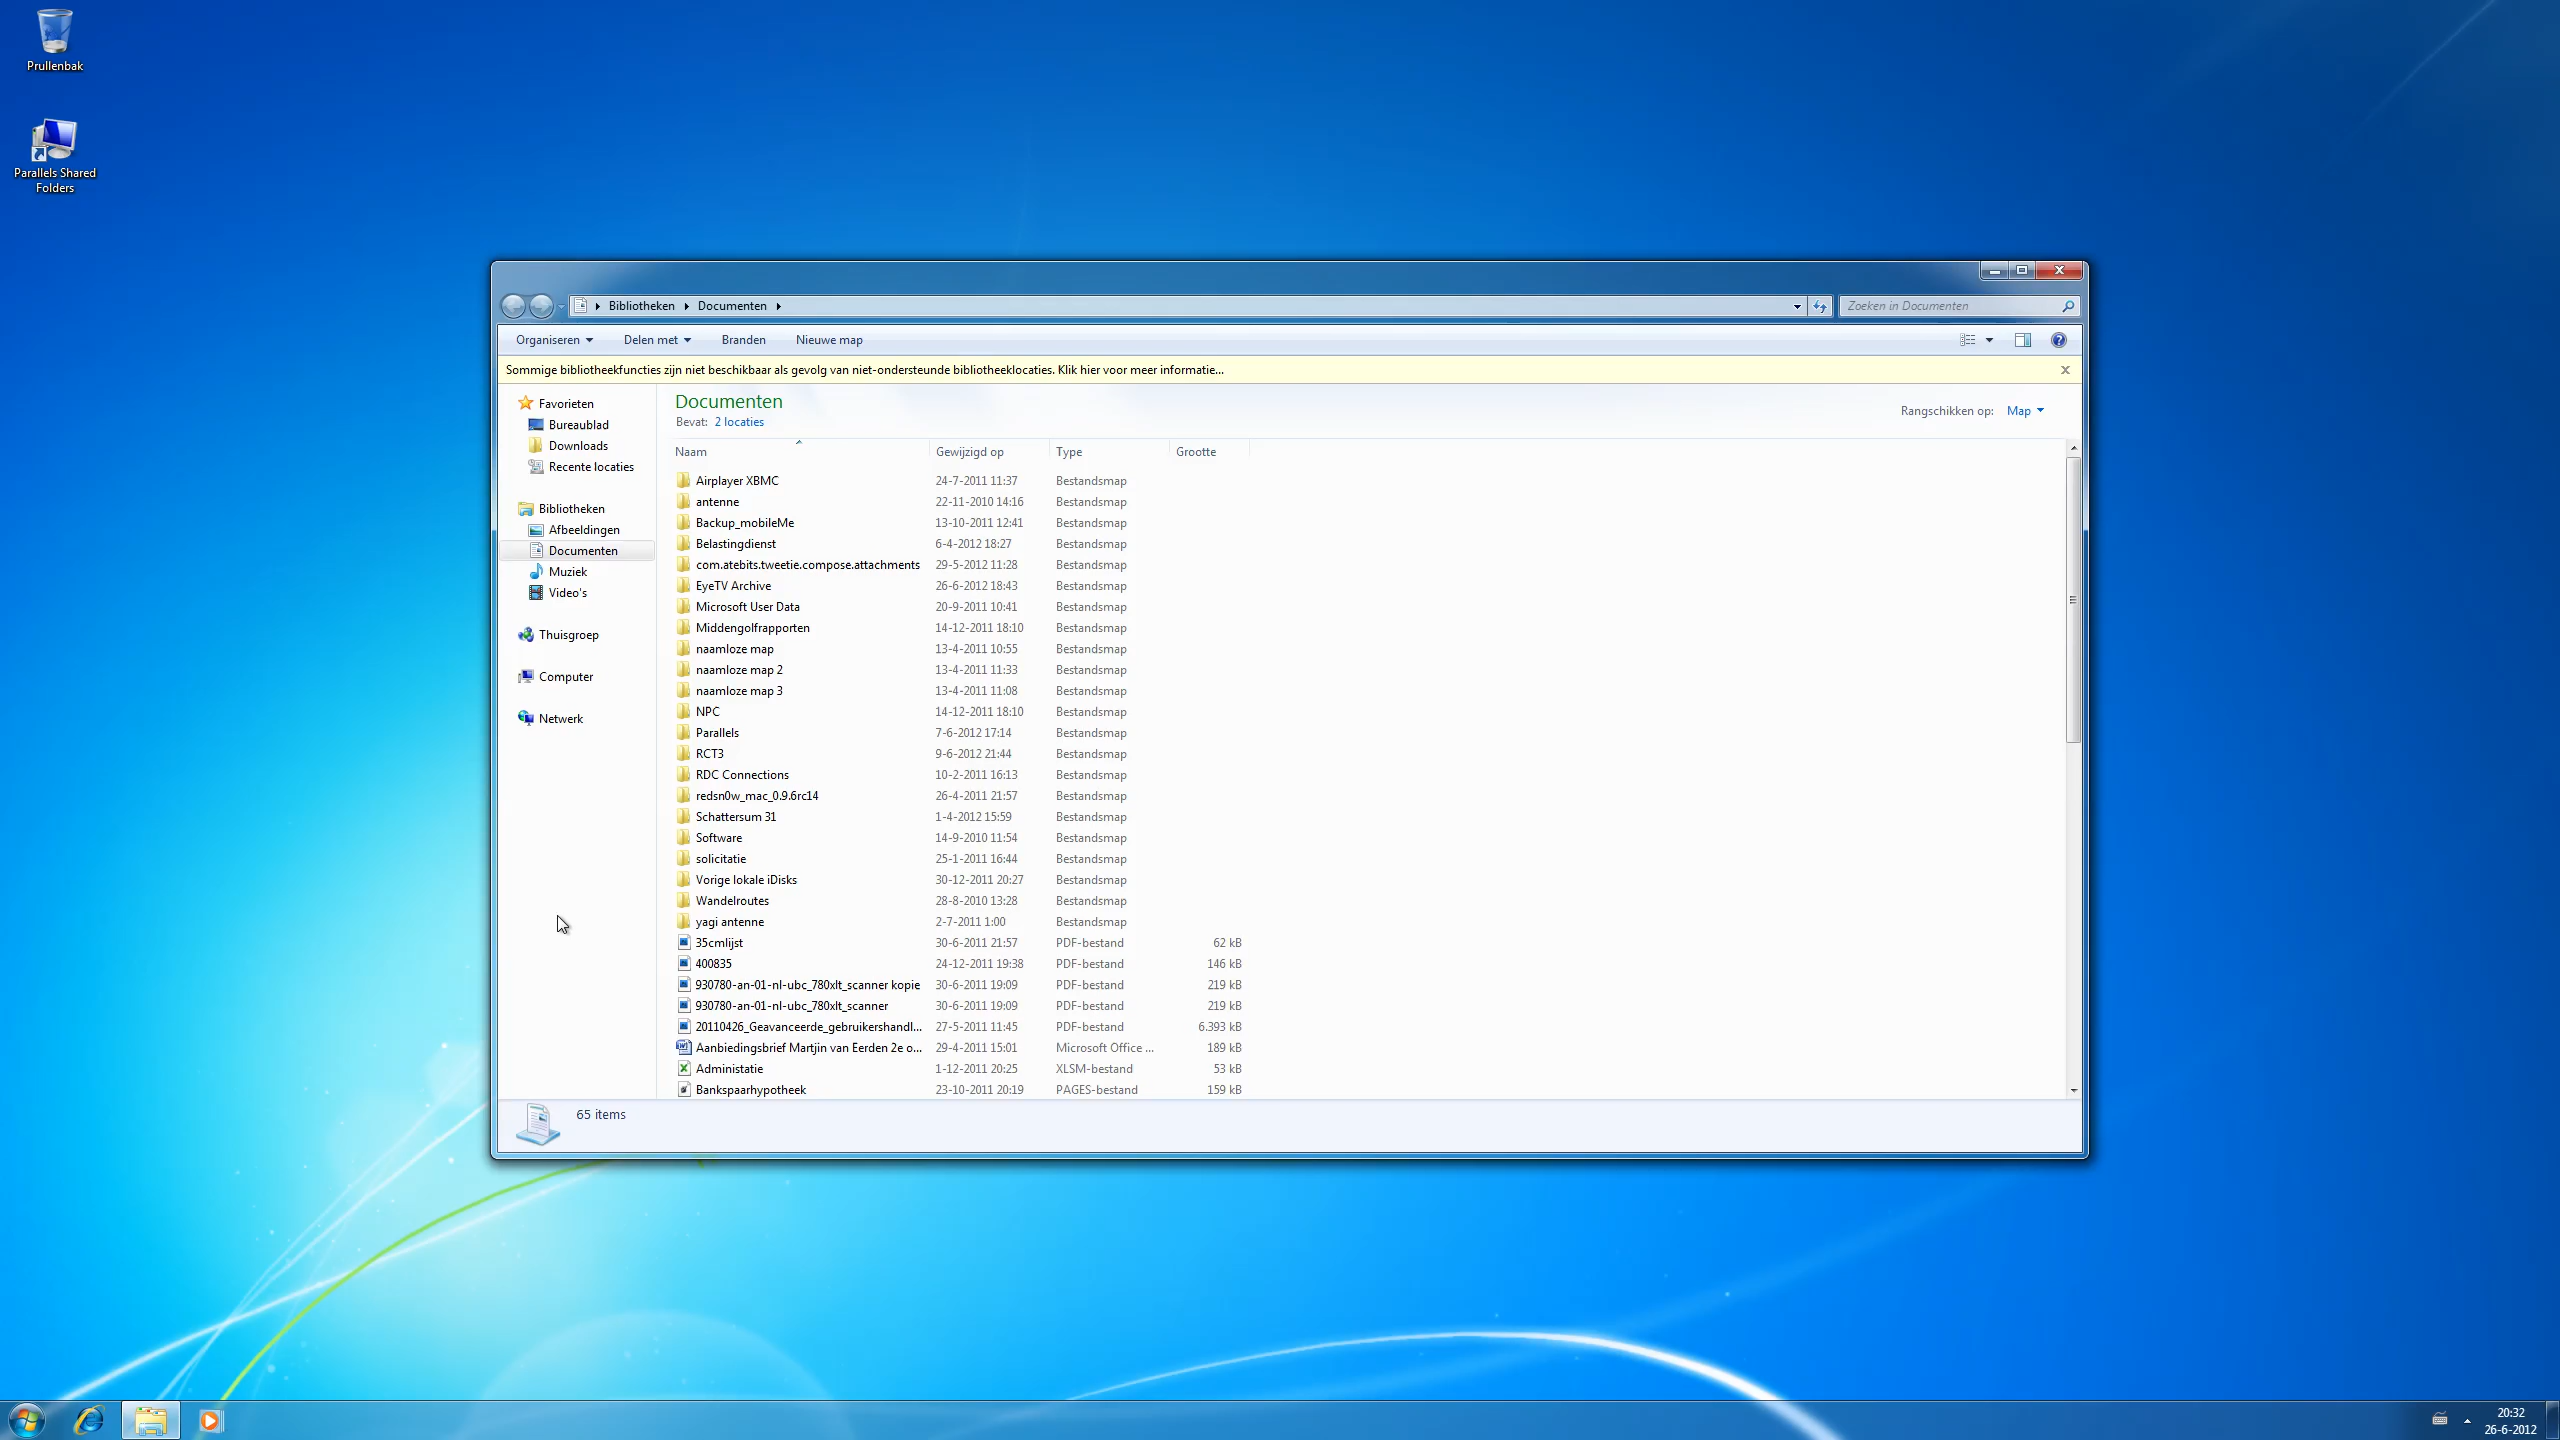 Prullenbak
Parallels Shared
Folders
Bibliotheken Documenten
Zoeken in Documenten
Organiseren Delen met Branden Nieuwe map
Sommige bibliotheekfuncties zijn niet beschikbaar als gevolg van niet-ondersteunde bibliotheeklocaties. Klik hier voor meer informatie...
Favorieten
Bureaublad
Downloads
Recente locaties
Bibliotheken
Afbeeldingen
Documenten
Muziek
Video's
Thuisgroep
Computer
Netwerk
Documenten
Bevat: 2 locaties
Rangschikken op: Map
Naam Gewijzigd op Type Grootte
Airplayer XBMC 24-7-2011 11:37 Bestandsmap
antenne 22-11-2010 14:16 Bestandsmap
Backup_mobileMe 13-10-2011 12:41 Bestandsmap
Belastingdienst 6-4-2012 18:27 Bestandsmap
com.atebits.tweetie.compose.attachments 29-5-2012 11:28 Bestandsmap
EyeTV Archive 26-6-2012 18:43 Bestandsmap
Microsoft User Data 20-9-2011 10:41 Bestandsmap
Middengolfrapporten 14-12-2011 18:10 Bestandsmap
naamloze map 13-4-2011 10:55 Bestandsmap
naamloze map 2 13-4-2011 11:33 Bestandsmap
naamloze map 3 13-4-2011 11:08 Bestandsmap
NPC 14-12-2011 18:10 Bestandsmap
Parallels 7-6-2012 17:14 Bestandsmap
RCT3 9-6-2012 21:44 Bestandsmap
RDC Connections 10-2-2011 16:13 Bestandsmap
redsn0w_mac_0.9.6rc14 26-4-2011 21:57 Bestandsmap
Schattersum 31 1-4-2012 15:59 Bestandsmap
Software 14-9-2010 11:54 Bestandsmap
solicitatie 25-1-2011 16:44 Bestandsmap
Vorige lokale iDisks 30-12-2011 20:27 Bestandsmap
Wandelroutes 28-8-2010 13:28 Bestandsmap
yagi antenne 2-7-2011 1:00 Bestandsmap
35cmlijst 30-6-2011 21:57 PDF-bestand 62 kB
400835 24-12-2011 19:38 PDF-bestand 146 kB
930780-an-01-nl-ubc_780xlt_scanner kopie 30-6-2011 19:09 PDF-bestand 219 kB
930780-an-01-nl-ubc_780xlt_scanner 30-6-2011 19:09 PDF-bestand 219 kB
20110426_Geavanceerde_gebruikershandl... 27-5-2011 11:45 PDF-bestand 6.393 kB
Aanbiedingsbrief Martjin van Eerden 2e o... 29-4-2011 15:01 Microsoft Office ... 189 kB
Administatie 1-12-2011 20:25 XLSM-bestand 53 kB
Bankspaarhypotheek 23-10-2011 20:19 PAGES-bestand 159 kB
65 items
20:32
26-6-2012